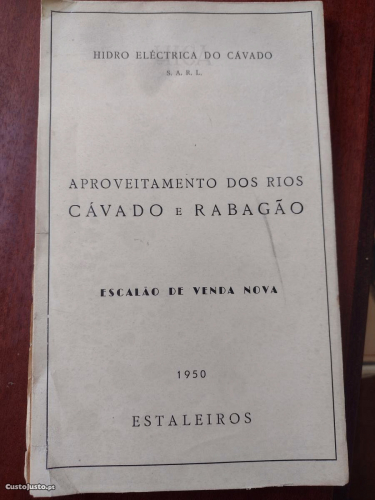 HIDRO ELÉCTRICA DO CÁVADO
S. A. R. L.
APROVEITAMENTO DOS RIOS
CÁVADO E RABAGÃO
ESCALÃO DE VENDA NOVA
1950
ESTALEIROS
CustoJusto.pt